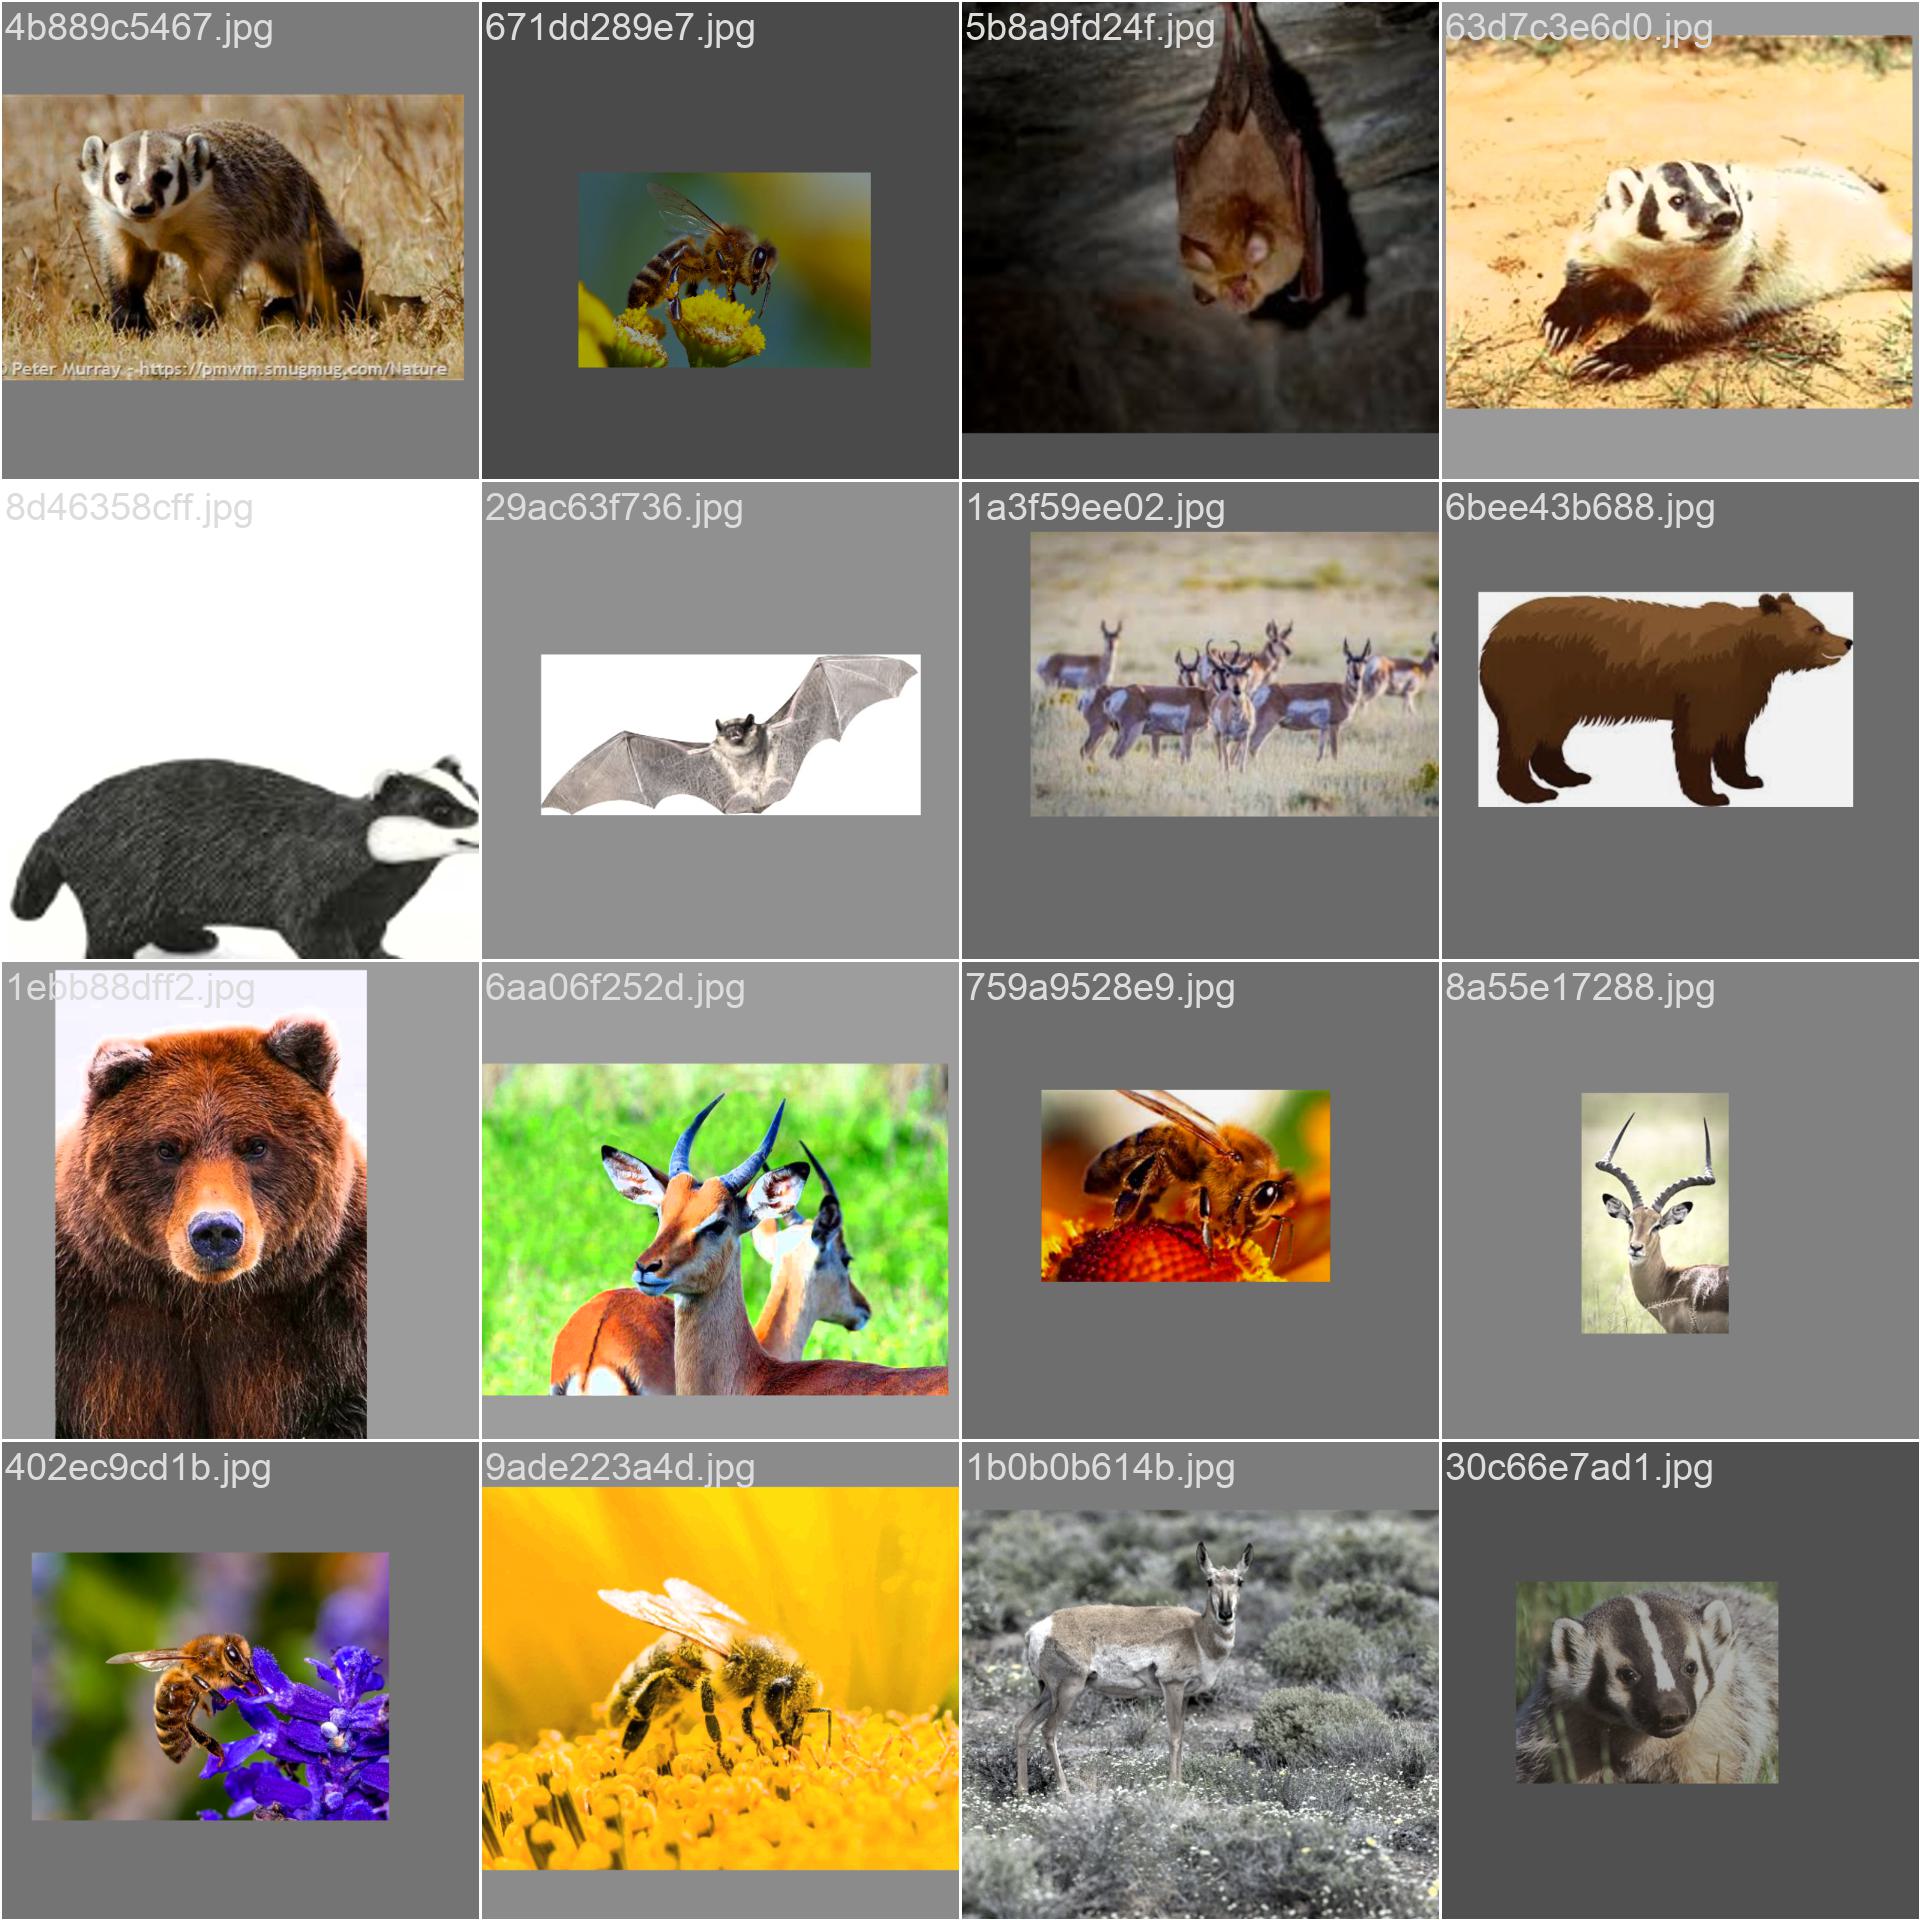 4b889c5467.jpg
671dd289e7.jpg
5b8a9fd24f.jpg
63d7c3e6d0.jpg
Peter Murray - https://pmwm.smugmug.com/Nature
8d46358cff.jpg
29ac63f736.jpg
1a3f59ee02.jpg
6bee43b688.jpg
1ebb88dff2.jpg
6aa06f252d.jpg
759a9528e9.jpg
8a55e17288.jpg
402ec9cd1b.jpg
9ade223a4d.jpg
1b0b0b614b.jpg
30c66e7ad1.jpg